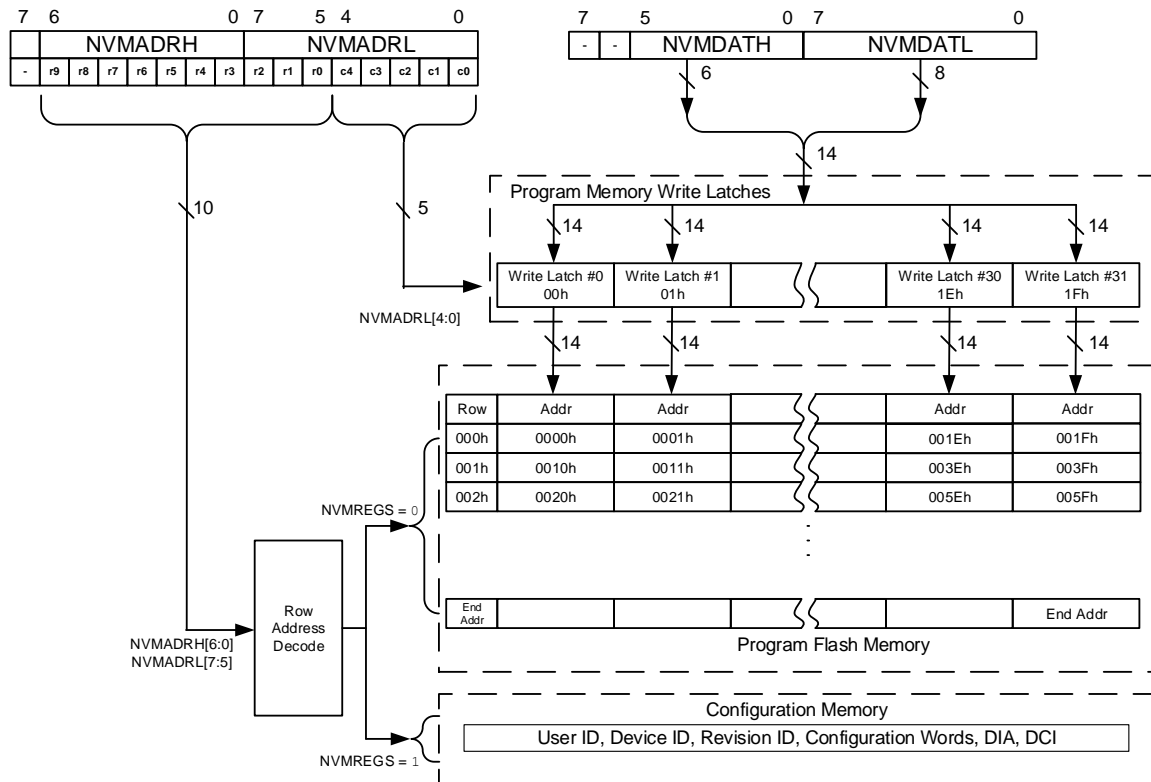 7 6 0 7 5 4 0
NVMADRH NVMADRL
- r9 r8 r7 r6 r5 r4 r3 r2 r1 r0 c4 c3 c2 c1 c0
7 5 0 7 0
- - NVMDATH NVMDATL
6 8
14
10 5
Program Memory Write Latches
14 14 14 14
Write Latch #0
00h
Write Latch #1
01h
Write Latch #30
1Eh
Write Latch #31
1Fh
NVMADRL[4:0]
14 14 14 14
Row Addr Addr Addr Addr
000h 0000h 0001h 001Eh 001Fh
001h 0010h 0011h 003Eh 003Fh
002h 0020h 0021h 005Eh 005Fh
NVMREGS = 0
End
Addr
End Addr
Row
Address
Decode
NVMADRH[6:0]
NVMADRL[7:5]
Program Flash Memory
Configuration Memory
User ID, Device ID, Revision ID, Configuration Words, DIA, DCI
NVMREGS = 1